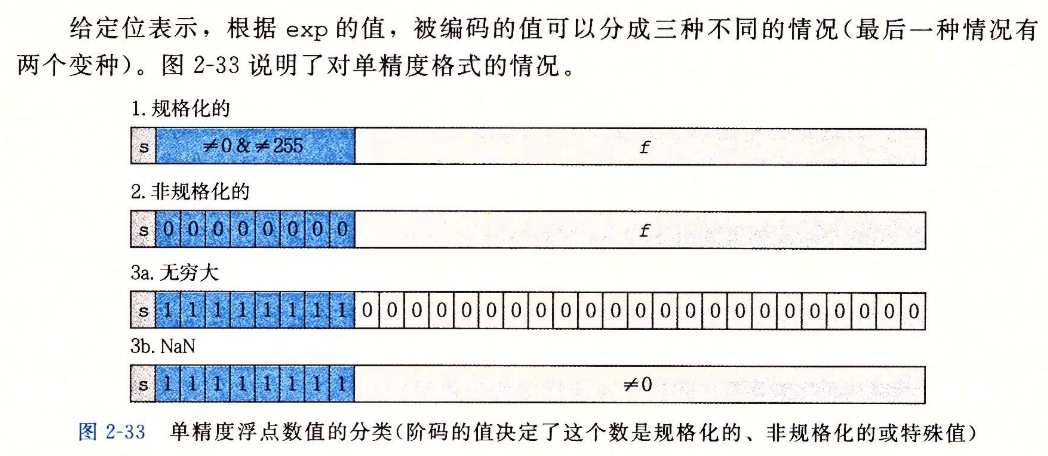 给定位表示，根据 exp 的值，被编码的值可以分成三种不同的情况(最后一种情况有
两个变种)。图 2-33 说明了对单精度格式的情况。
1. 规格化的
s ≠0&≠255 f
2. 非规格化的
s 0 0 0 0 0 0 0 0 f
3a. 无穷大
s 1 1 1 1 1 1 1 1 0 0 0 0 0 0 0 0 0 0 0 0 0 0 0 0 0 0 0 0 0 0 0
3b. NaN
s 1 1 1 1 1 1 1 1 ≠0
图 2-33 单精度浮点数值的分类(阶码的值决定了这个数是规格化的、非规格化的或特殊值)